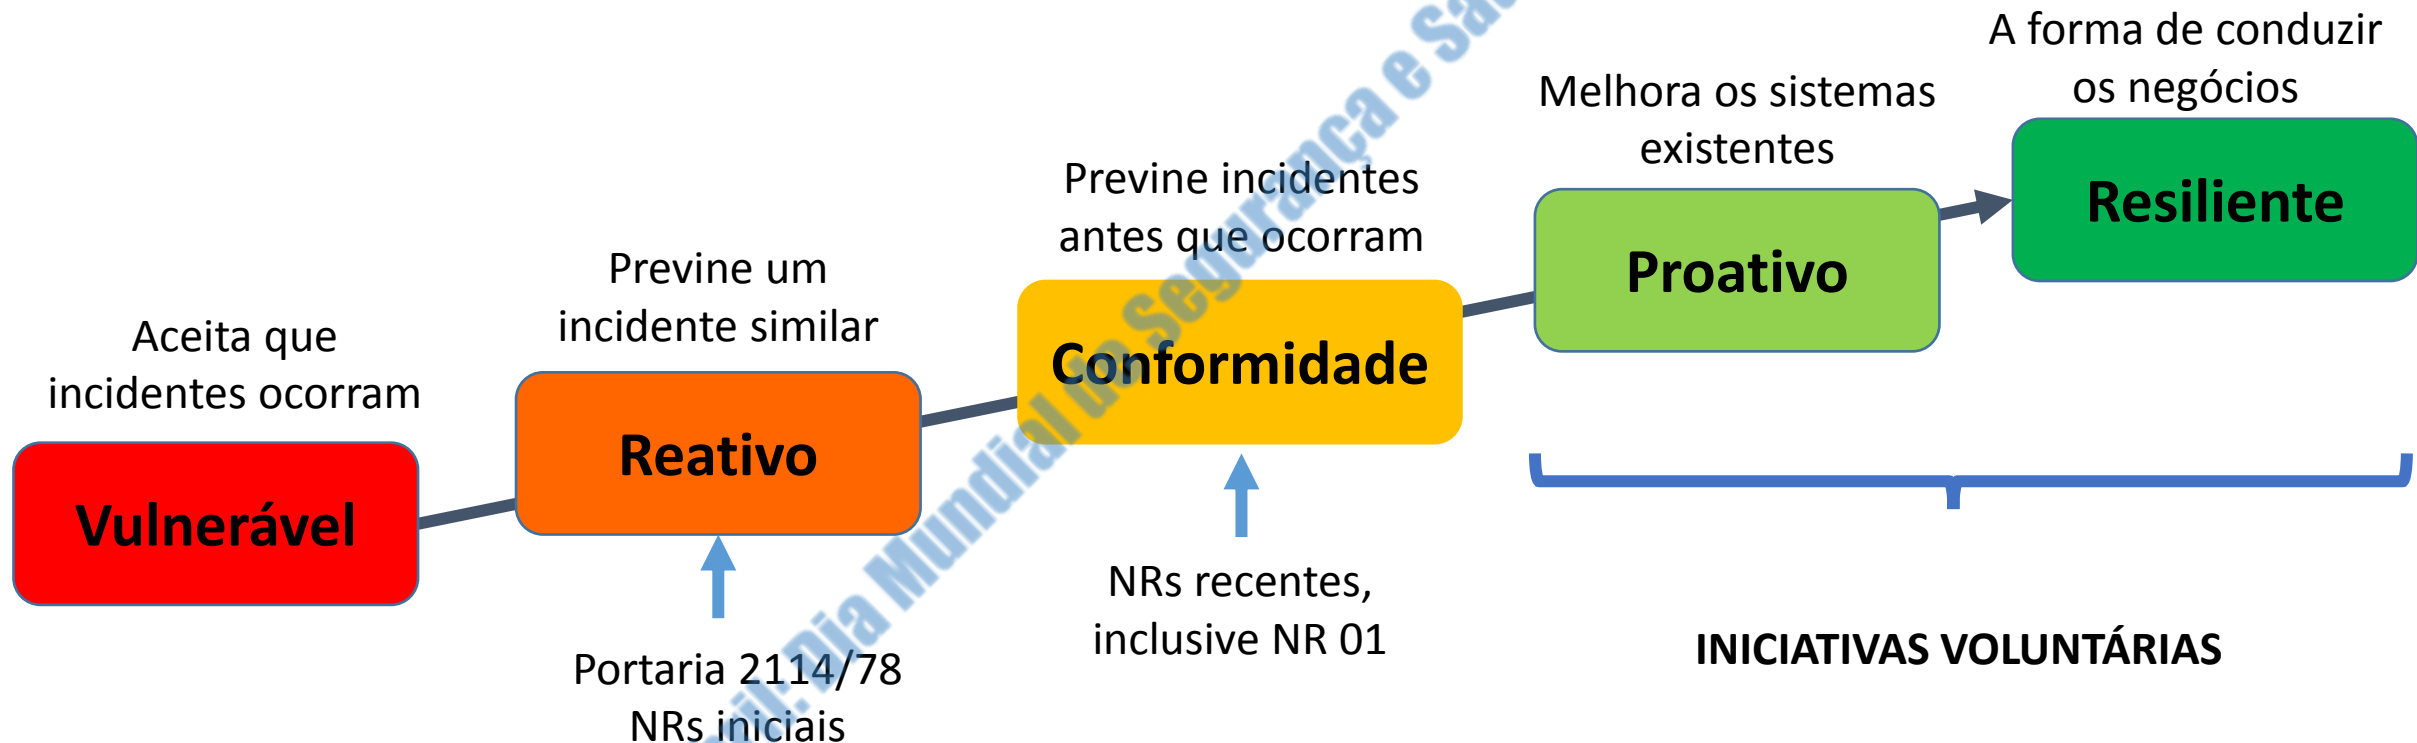 Aceita que
incidentes ocorram
Vulnerável
Previne um
incidente similar
Reativo
Portaria 2114/78
NRs iniciais
Previne incidentes
antes que ocorram
Conformidade
NRs recentes,
inclusive NR 01
Melhora os sistemas
existentes
Proativo
A forma de conduzir
os negócios
Resiliente
INICIATIVAS VOLUNTÁRIAS
Dia Mundial de Segurança e